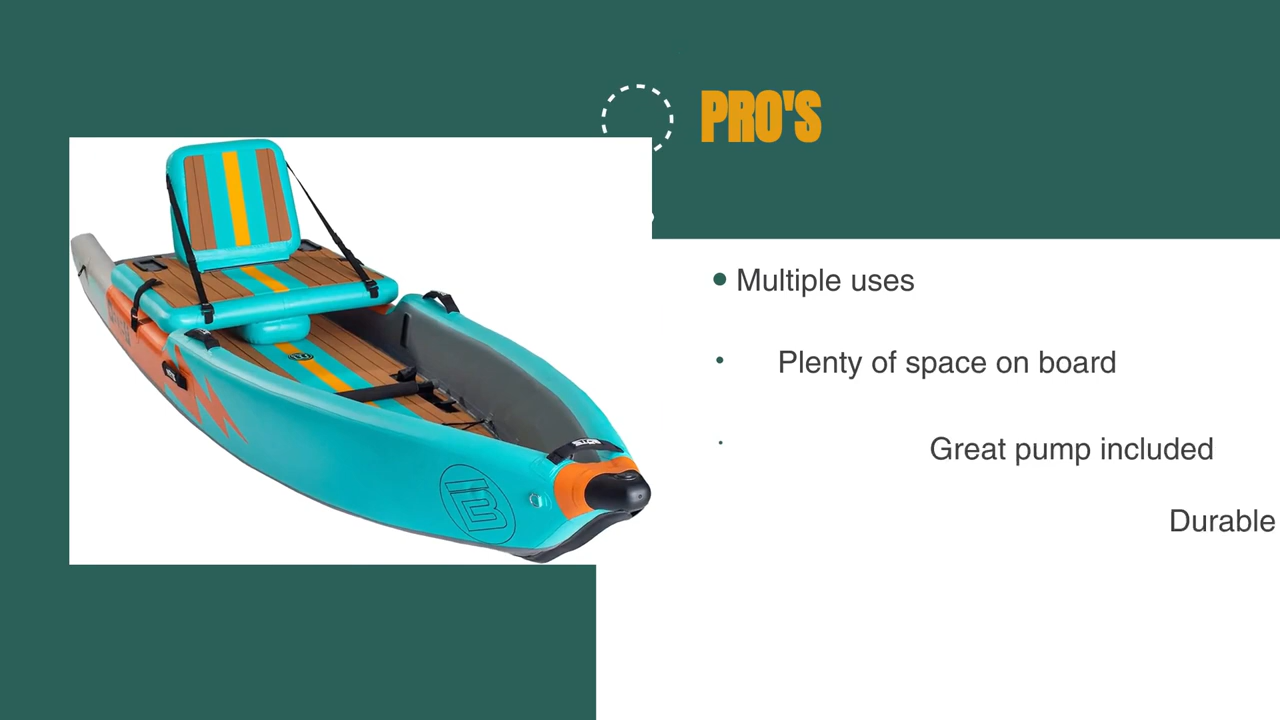 PRO'S
Multiple uses
Plenty of space on board
Great pump included
Durable